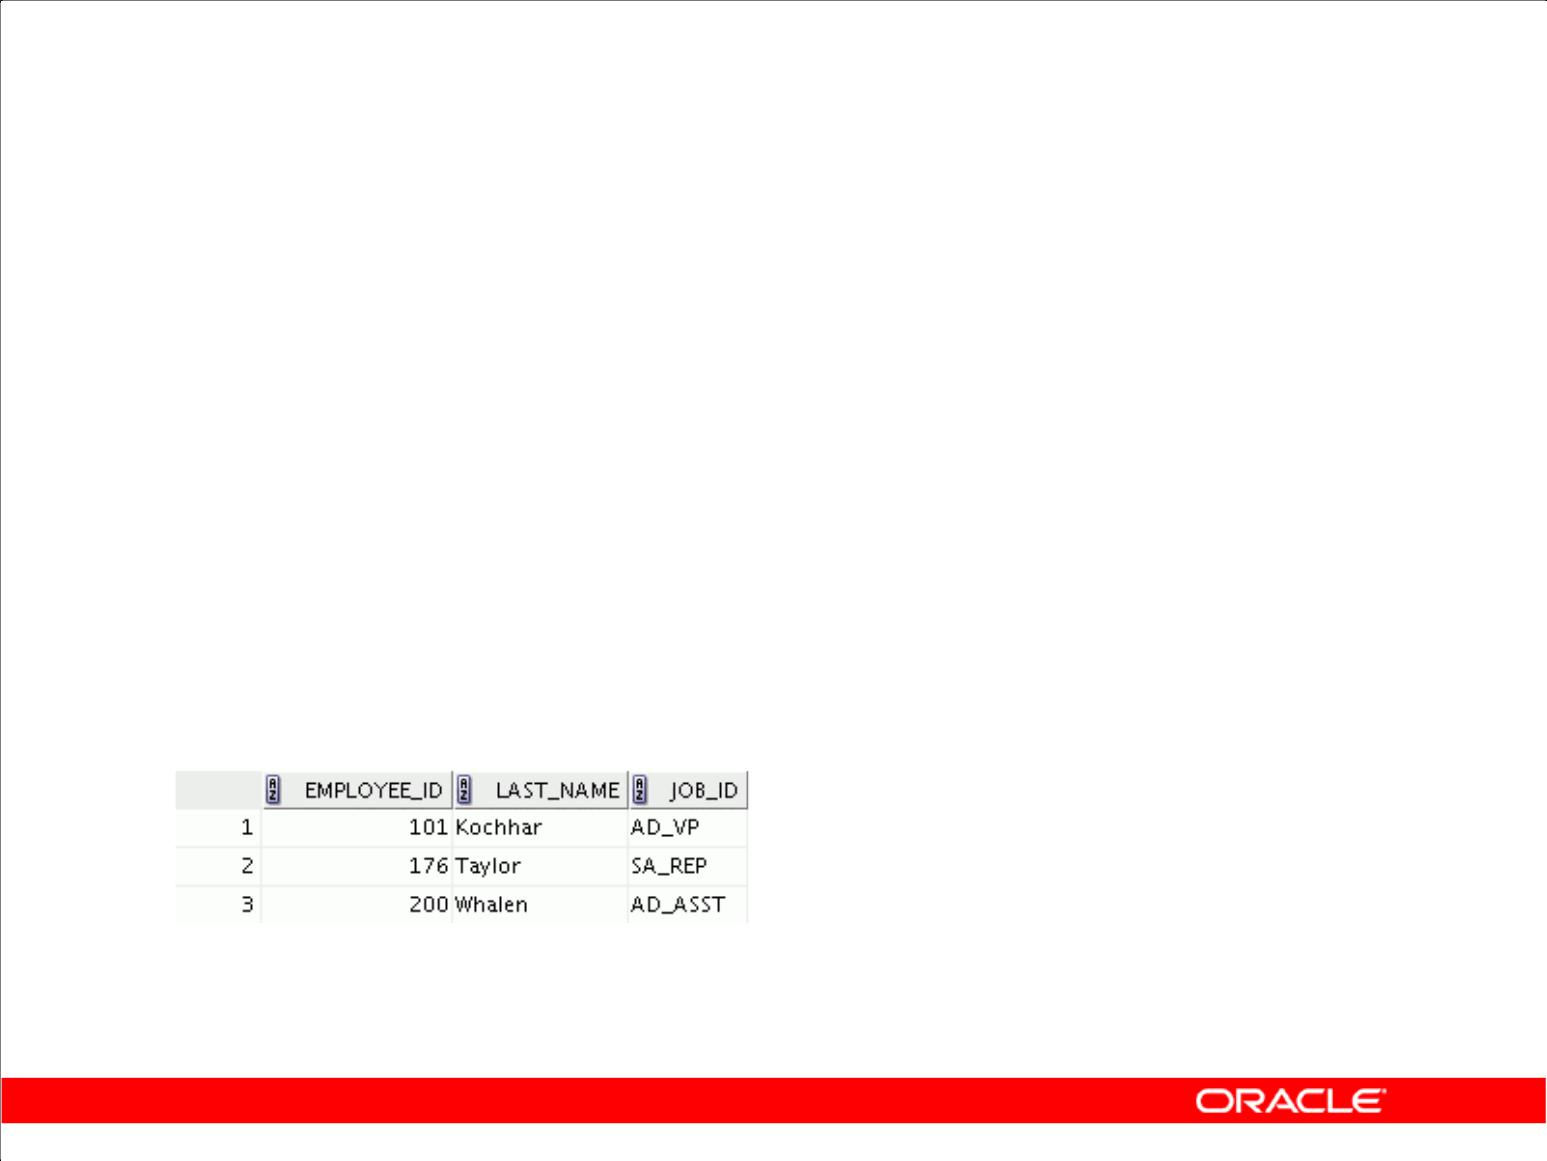 EMPLOYEE_ID LAST_NAME JOB_ID
1 101 Kochhar AD_VP
2 176 Taylor SA_REP
3 200 Whalen AD_ASST
ORACLE